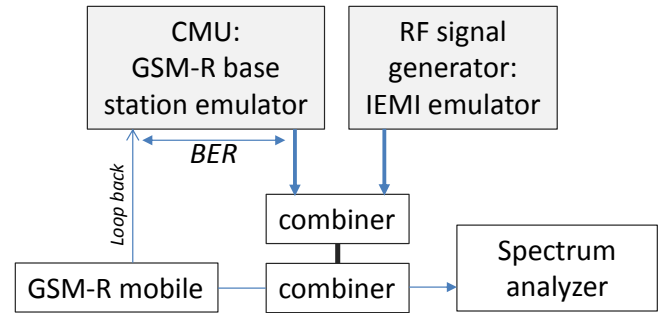 CMU:
GSM-R base
station emulator
RF signal
generator:
IEMI emulator
BER
Loop back
combiner
Spectrum
analyzer
GSM-R mobile
combiner